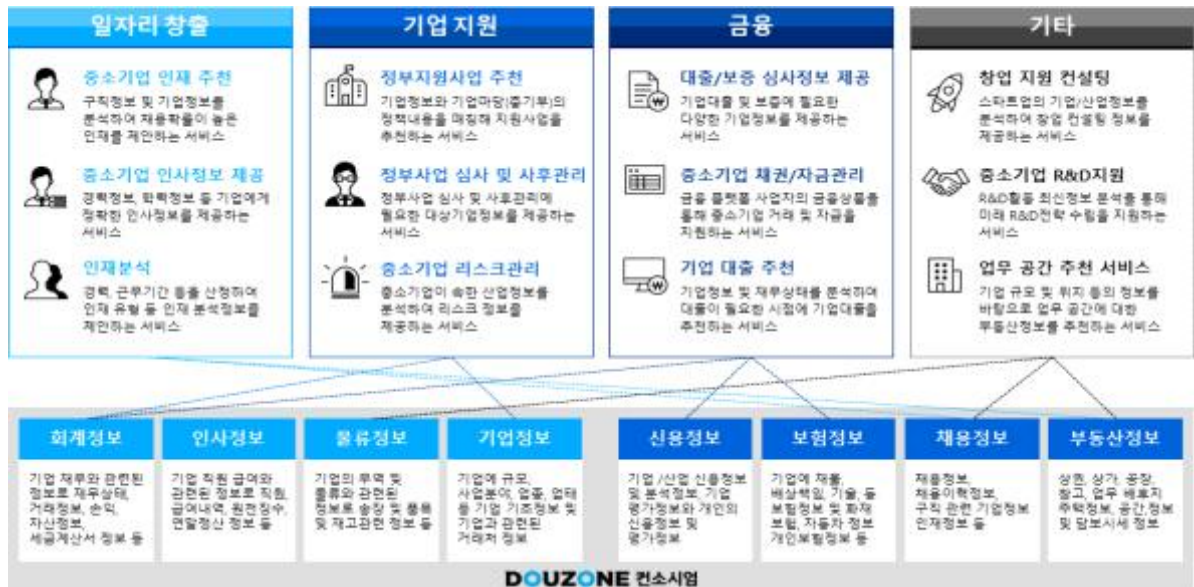 일자리 창출
중소기업 인재 추천
구직정보 및 기업정보를
분석하여 채용확률이 높은
인재를 제안하는 서비스
중소기업 인사정보 제공
경력정보, 학력정보 등 기업에게
정확한 인사정보를 제공하는
서비스
인재분석
경력, 근무기간 등을 산정하여
인재 유형 등 인재 분석정보를
제안하는 서비스
기업 지원
정부지원사업 추천
기업정보와 기업마당(중기부)의
정책내용을 매칭해 지원사업을
추천하는 서비스
정부사업 심사 및 사후관리
정부사업 심사 및 사후관리에
필요한 대상기업정보를 제공하는
서비스
중소기업 리스크관리
중소기업이 속한 산업정보를
분석하여 리스크 정보를
제공하는 서비스
금융
대출/보증 심사정보 제공
기업대출 및 보증에 필요한
다양한 기업정보를 제공하는
서비스
중소기업 채권/자금관리
금융 플랫폼 사업자의 금융상품을
통해 중소기업 거래 및 자금을
지원하는 서비스
기업 대출 추천
기업정보 및 재무상태를 분석하여
대출이 필요한 시점에 기업대출을
추천하는 서비스
기타
창업 지원 컨설팅
스타트업의 기업/산업정보를
분석하여 창업 컨설팅 정보를
제공하는 서비스
중소기업 R&D지원
R&D활동 최신정보 분석을 통해
미래 R&D전략 수립을 지원하는
서비스
업무 공간 추천 서비스
기업 규모 및 위치 등의 정보를
바탕으로 업무 공간에 대한
부동산정보를 추천하는 서비스
회계정보
기업 재무와 관련된
정보로 재무상태,
거래정보, 손익,
자산정보,
세금계산서 정보 등
인사정보
기업 직원 급여와
관련된 정보로 직원,
급여내역, 원천징수,
연말정산 정보 등
물류정보
기업의 무역 및
물류와 관련된
정보로 송장 및 품목
및 재고관련 정보 등
기업정보
기업에 규모,
사업분야, 업종, 업태
등 기업 기초정보 및
기업과 관련된
거래처 정보
신용정보
기업/산업 신용정보
및 분석정보, 기업
평가정보와 개인의
신용정보 및
평가정보
보험정보
기업에 재물,
배상책임, 기술, 등
보험정보 및 화재
보험, 자동차 정보
개인보험정보 등
채용정보
채용정보,
채용이력정보,
구직 관련 기업정보
인재정보 등
부동산정보
상권, 상가, 공장,
창고, 업무 배후지
주택정보, 공간,정보
및 담보시세 정보
DOUZONE 컨소시엄